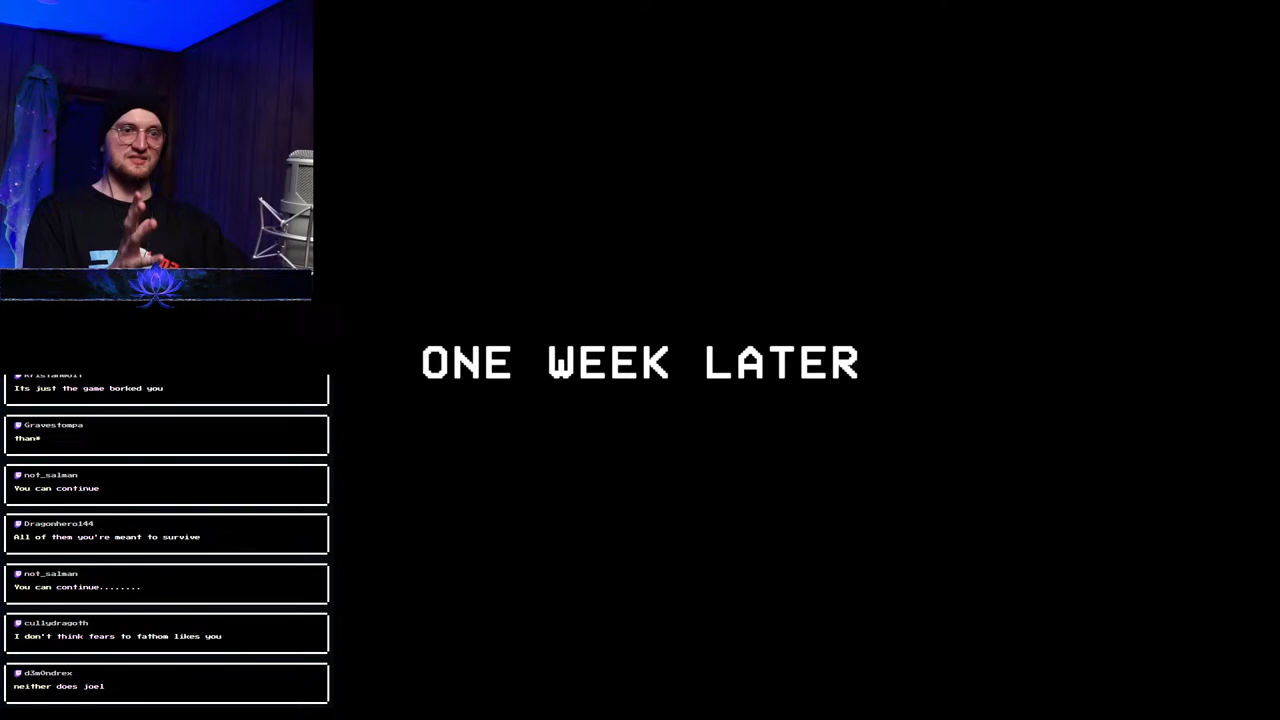 ONE WEEK LATER
Its just the game borked you
Gravestompa
than*
not_salman
You can continue
Dragonhero144
All of them you're meant to survive
not_salman
You can continue........
cullydragoth
I don't think fears to fathom likes you
d3m0ndrex
neither does joel